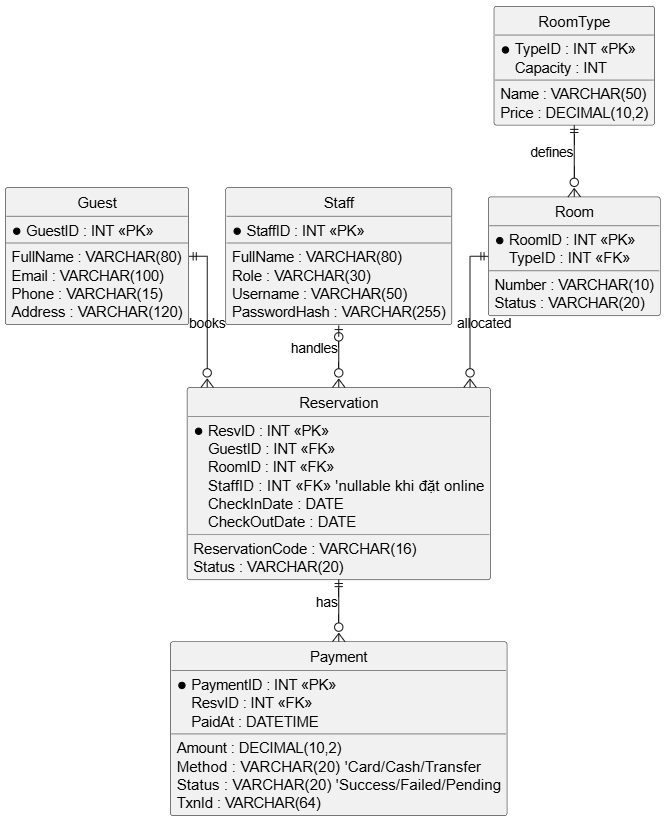 RoomType
TypeID : INT «PK»
Capacity : INT
Name : VARCHAR(50)
Price : DECIMAL(10,2)
defines
Guest
GuestID : INT «PK»
FullName : VARCHAR(80)
Email : VARCHAR(100)
Phone : VARCHAR(15)
Address : VARCHAR(120)
Staff
StaffID : INT «PK»
FullName : VARCHAR(80)
Role : VARCHAR(30)
Username : VARCHAR(50)
PasswordHash : VARCHAR(255)
Room
RoomID : INT «PK»
TypeID : INT «FK»
Number : VARCHAR(10)
Status : VARCHAR(20)
books
handles
allocated
Reservation
ResvID : INT «PK»
GuestID : INT «FK»
RoomID : INT «FK»
StaffID : INT «FK» 'nullable khi đặt online
CheckInDate : DATE
CheckOutDate : DATE
ReservationCode : VARCHAR(16)
Status : VARCHAR(20)
has
Payment
PaymentID : INT «PK»
ResvID : INT «FK»
PaidAt : DATETIME
Amount : DECIMAL(10,2)
Method : VARCHAR(20) 'Card/Cash/Transfer
Status : VARCHAR(20) 'Success/Failed/Pending
TxnId : VARCHAR(64)